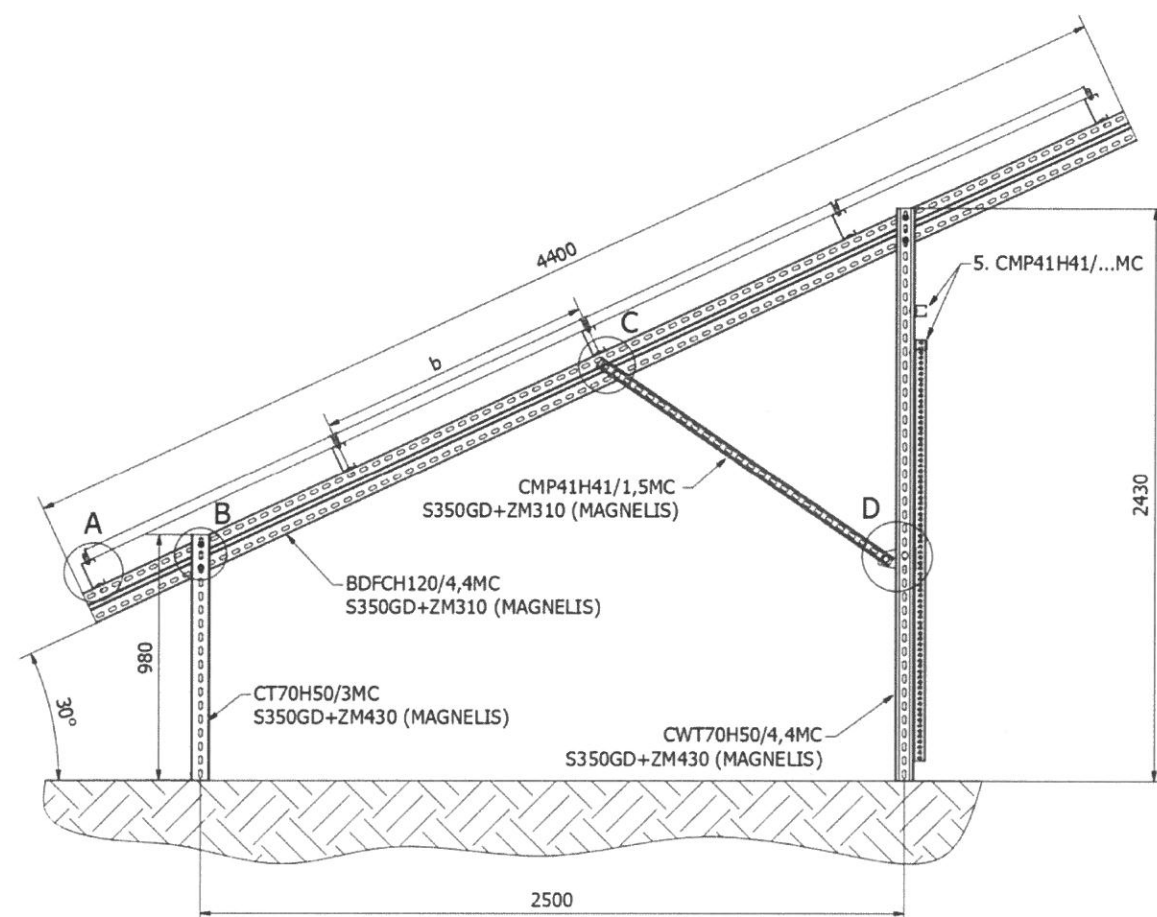 4400
b
C
5. CMP41H41/...MC
E
CMP41H41/1,5MC
S350GD+ZM310 (MAGNELIS)
D
2430
A
B
BDFCH120/4,4MC
S350GD+ZM310 (MAGNELIS)
980
30°
CT70H50/3MC
S350GD+ZM430 (MAGNELIS)
CWT70H50/4,4MC
S350GD+ZM430 (MAGNELIS)
2500